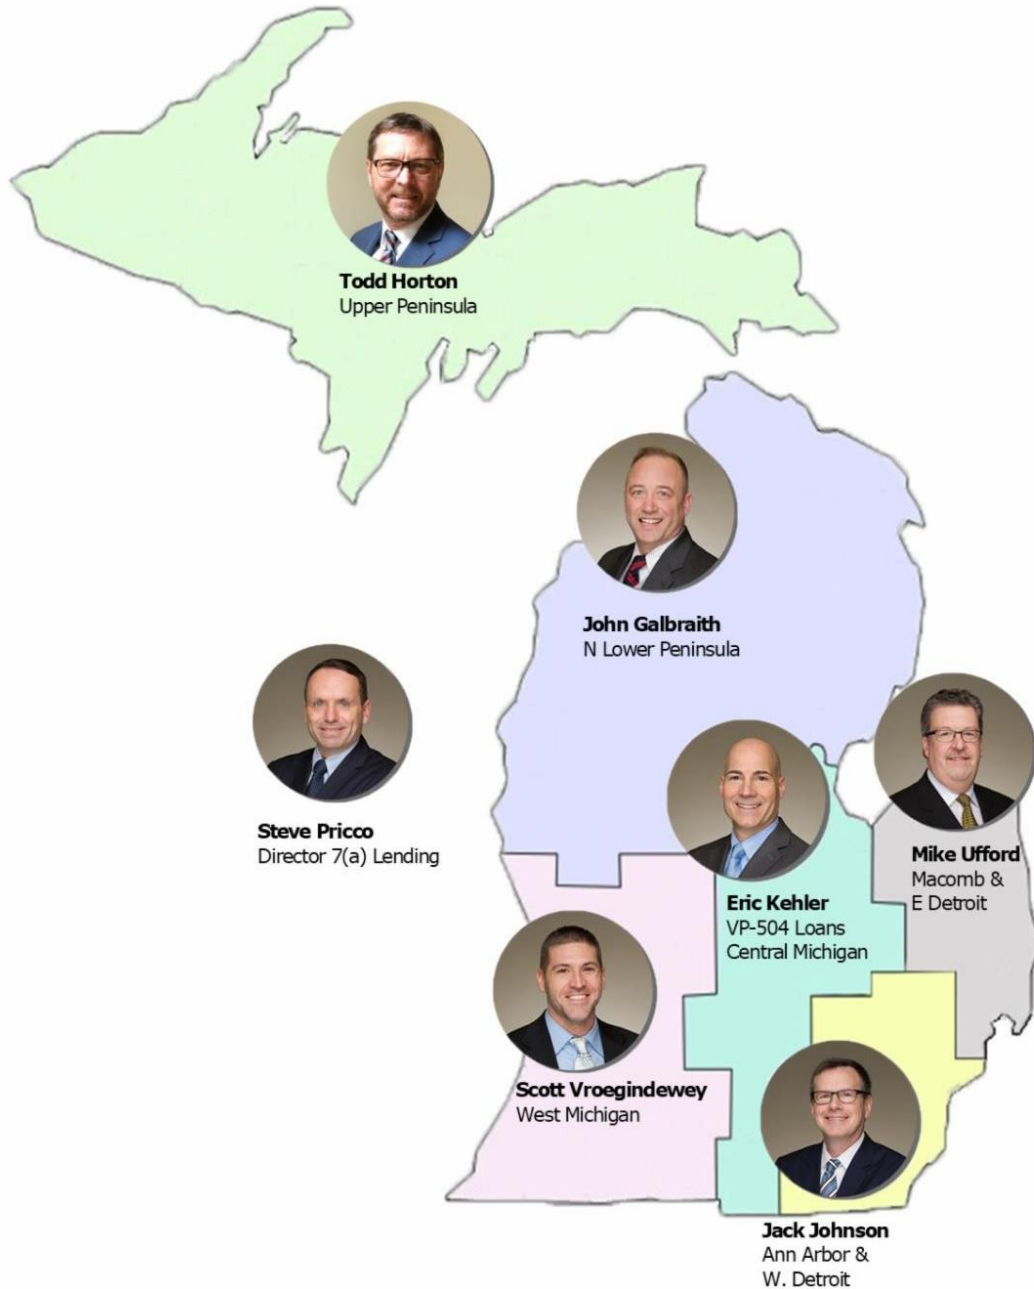 Todd Horton
Upper Peninsula
John Galbraith
N Lower Peninsula
Steve Pricco
Director 7(a) Lending
Mike Ufford
Macomb &
E Detroit
Eric Kehler
VP-504 Loans
Central Michigan
Scott Vroegindewey
West Michigan
Jack Johnson
Ann Arbor &
W. Detroit